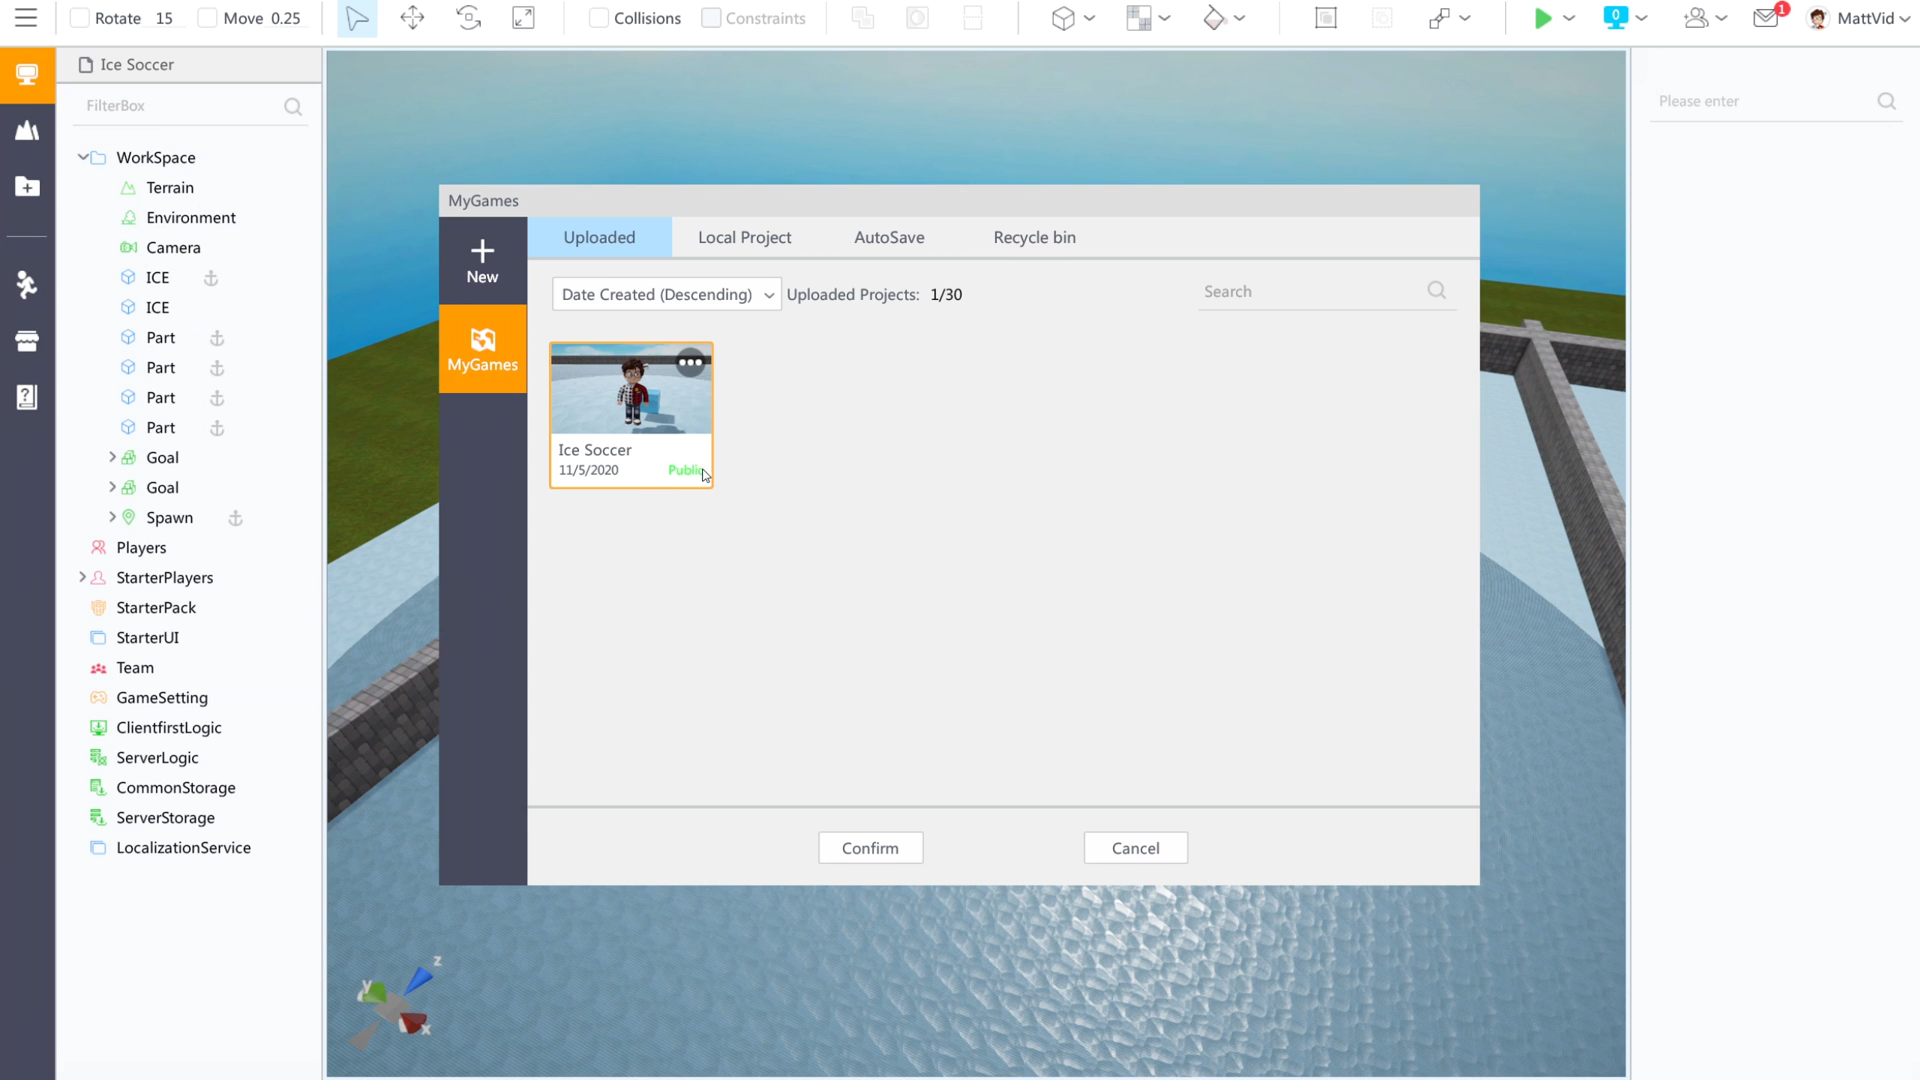 Rotate 15 Move 0.25 Collisions Constraints 0 1 MattVid
Ice Soccer
FilterBox
Please enter
WorkSpace
Terrain
Environment
Camera
ICE
ICE
Part
Part
Part
Part
Goal
Goal
Spawn
Players
StarterPlayers
StarterPack
StarterUI
Team
GameSetting
ClientfirstLogic
ServerLogic
CommonStorage
ServerStorage
LocalizationService
MyGames
New
MyGames
Uploaded Local Project AutoSave Recycle bin
Date Created (Descending) Uploaded Projects: 1/30 Search
Ice Soccer
11/5/2020 Public
Confirm Cancel
z
y
x